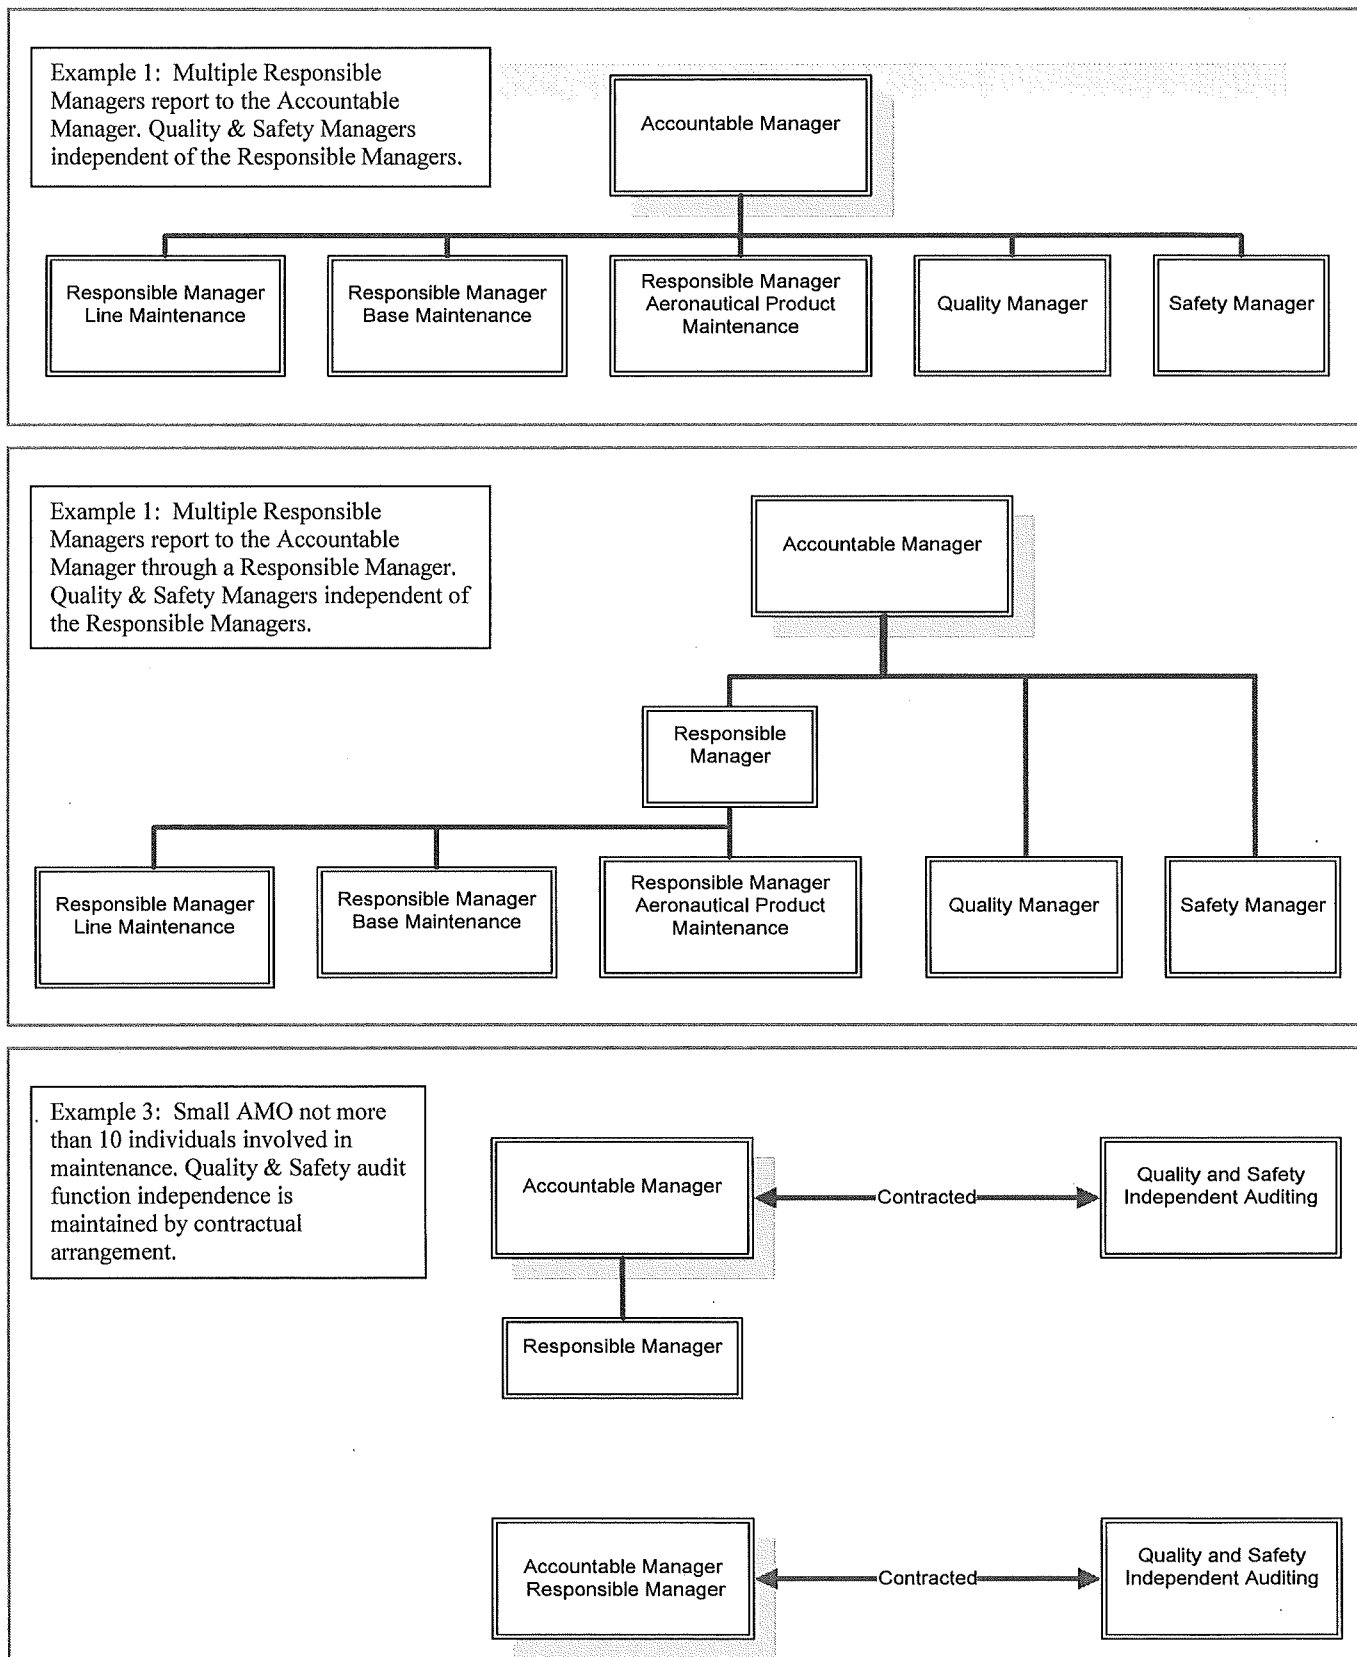 Example 1: Multiple Responsible
Managers report to the Accountable
Manager. Quality & Safety Managers
independent of the Responsible Managers.
Accountable Manager
Responsible Manager
Line Maintenance
Responsible Manager
Base Maintenance
Responsible Manager
Aeronautical Product
Maintenance
Quality Manager
Safety Manager
Example 1: Multiple Responsible
Managers report to the Accountable
Manager through a Responsible Manager.
Quality & Safety Managers independent of
the Responsible Managers.
Accountable Manager
Responsible
Manager
Responsible Manager
Line Maintenance
Responsible Manager
Base Maintenance
Responsible Manager
Aeronautical Product
Maintenance
Quality Manager
Safety Manager
Example 3: Small AMO not more
than 10 individuals involved in
maintenance. Quality & Safety audit
function independence is
maintained by contractual
arrangement.
Accountable Manager
Contracted
Quality and Safety
Independent Auditing
Responsible Manager
Accountable Manager
Responsible Manager
Contracted
Quality and Safety
Independent Auditing